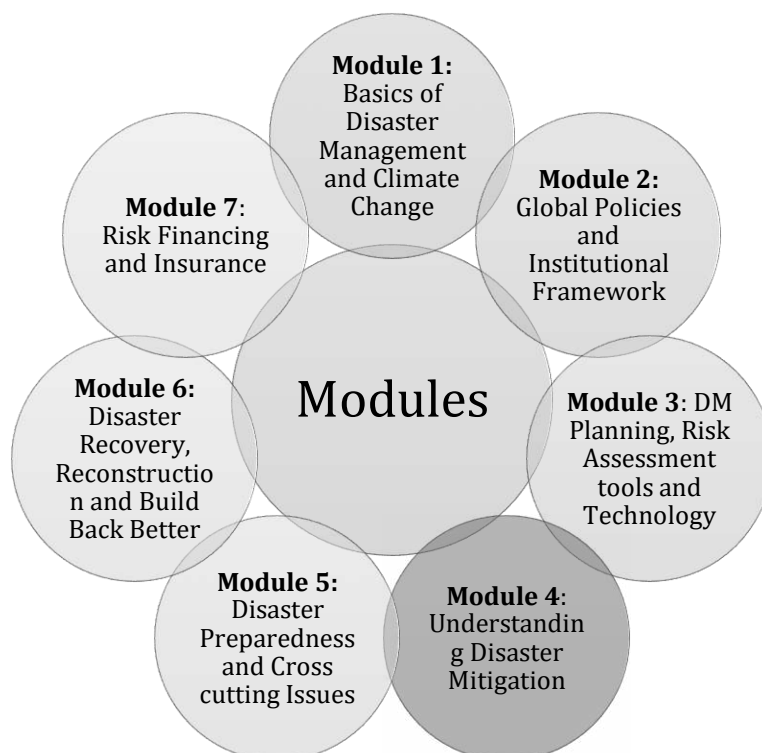 Module 1:
Basics of
Disaster
Management
and Climate
Change
Module 2:
Global Policies
and
Institutional
Framework
Module 3: DM
Planning, Risk
Assessment
tools and
Technology
Module 4:
Understandin
g Disaster
Mitigation
Module 5:
Disaster
Preparedness
and Cross
cutting Issues
Module 6:
Disaster
Recovery,
Reconstructio
n and Build
Back Better
Module 7:
Risk Financing
and Insurance
Modules